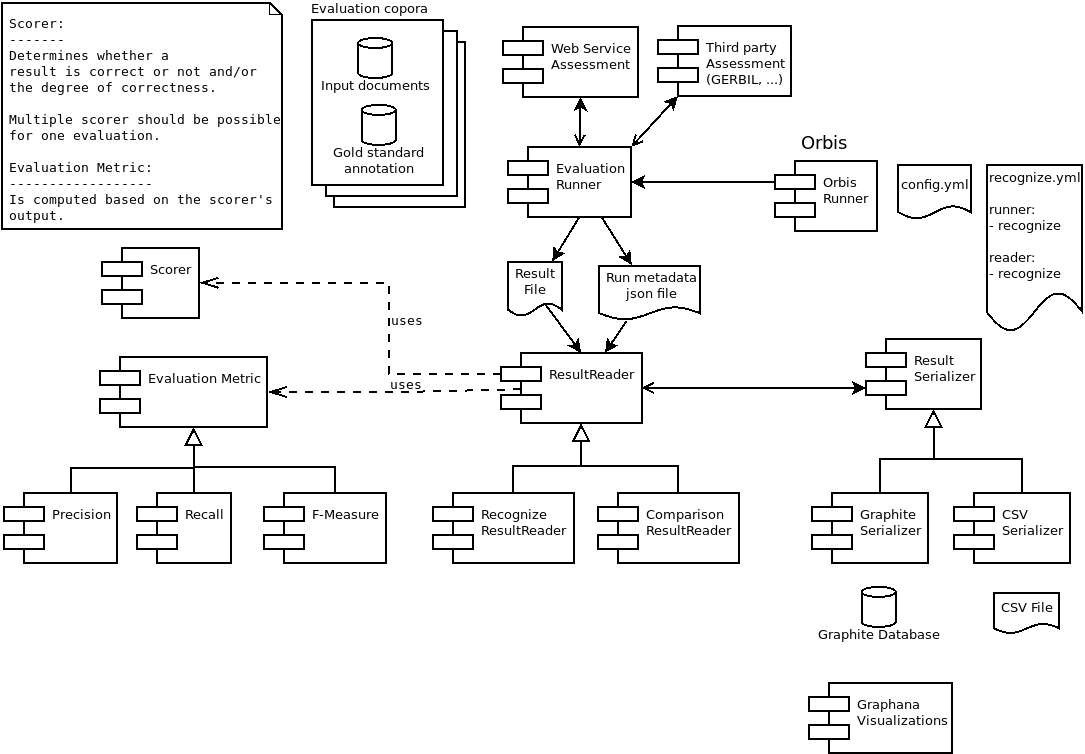 Scorer:
-------
Determines whether a
result is correct or not and/or
the degree of correctness.
Multiple scorer should be possible
for one evaluation.
Evaluation Metric:
------------------
Is computed based on the scorer's
output.
Evaluation copora
Input documents
Gold standard
annotation
Web Service
Assessment
Third party
Assessment
(GERBIL, ...)
Evaluation
Runner
Orbis
Orbis
Runner
config.yml
recognize.yml
runner:
- recognize
reader:
- recognize
Scorer
Result
File
Run metadata
json file
uses
uses
Evaluation Metric
ResultReader
Result
Serializer
Precision
Recall
F-Measure
Recognize
ResultReader
Comparison
ResultReader
Graphite
Serializer
CSV
Serializer
Graphite Database
CSV File
Graphana
Visualizations